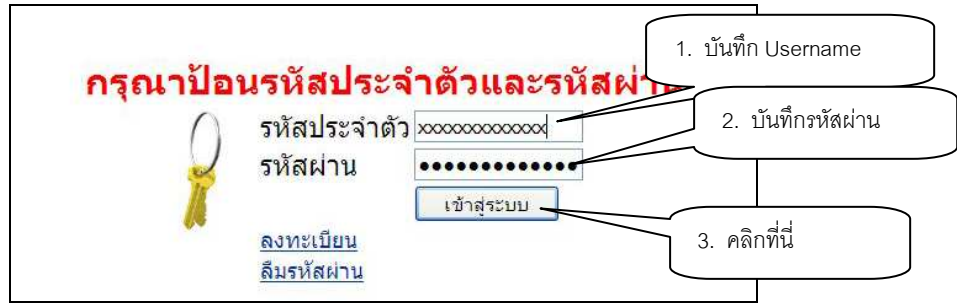 1. บันทึก Username
กรุณาป้อนรหัสประจำตัวและรหัสผ่าน
รหัสประจำตัว xxxxxxxxxxxxx
2. บันทึกรหัสผ่าน
รหัสผ่าน ●●●●●●●●●●●●●
เข้าสู่ระบบ
3. คลิกที่นี่
ลงทะเบียน
ลืมรหัสผ่าน